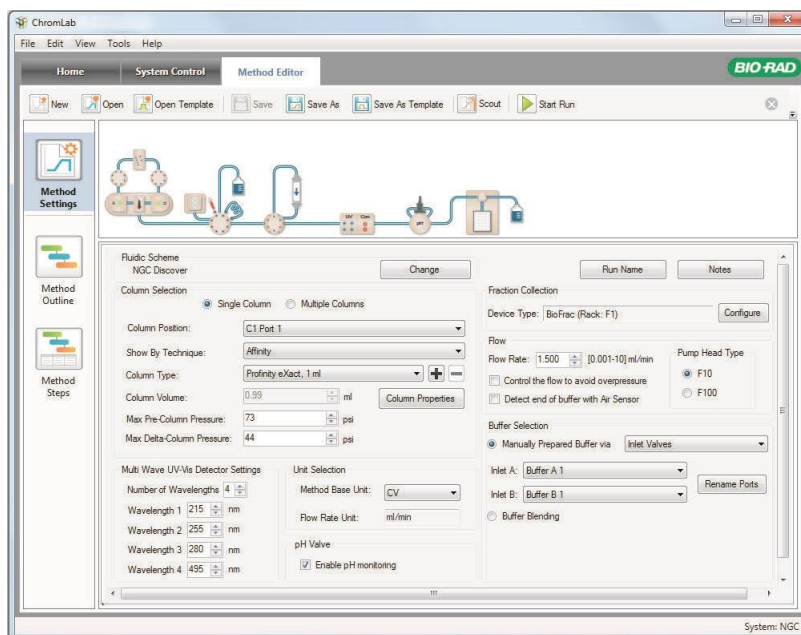 ChromLab
File Edit View Tools Help
Home System Control Method Editor BIO-RAD
New Open Open Template Save Save As Save As Template Scout Start Run
Method Settings
Method Outline
Method Steps
UV Con
pH
Fluidic Scheme
NGC Discover Change
Run Name Notes
Column Selection
Single Column Multiple Columns
Column Position: C1 Port 1
Show By Technique: Affinity
Column Type: Profinity eXact, 1 ml
Column Volume: 0.99 ml Column Properties
Max Pre-Column Pressure: 73 psi
Max Delta-Column Pressure: 44 psi
Multi Wave UV-Vis Detector Settings
Number of Wavelengths 4
Wavelength 1 215 nm
Wavelength 2 255 nm
Wavelength 3 280 nm
Wavelength 4 495 nm
Unit Selection
Method Base Unit: CV
Flow Rate Unit: ml/min
pH Valve
Enable pH monitoring
Fraction Collection
Device Type: BioFrac (Rack: F1) Configure
Flow
Flow Rate: 1.500 [0.001-10] ml/min
Control the flow to avoid overpressure
Detect end of buffer with Air Sensor
Pump Head Type
F10
F100
Buffer Selection
Manually Prepared Buffer via Inlet Valves
Inlet A: Buffer A 1
Inlet B: Buffer B 1
Rename Ports
Buffer Blending
System: NGC